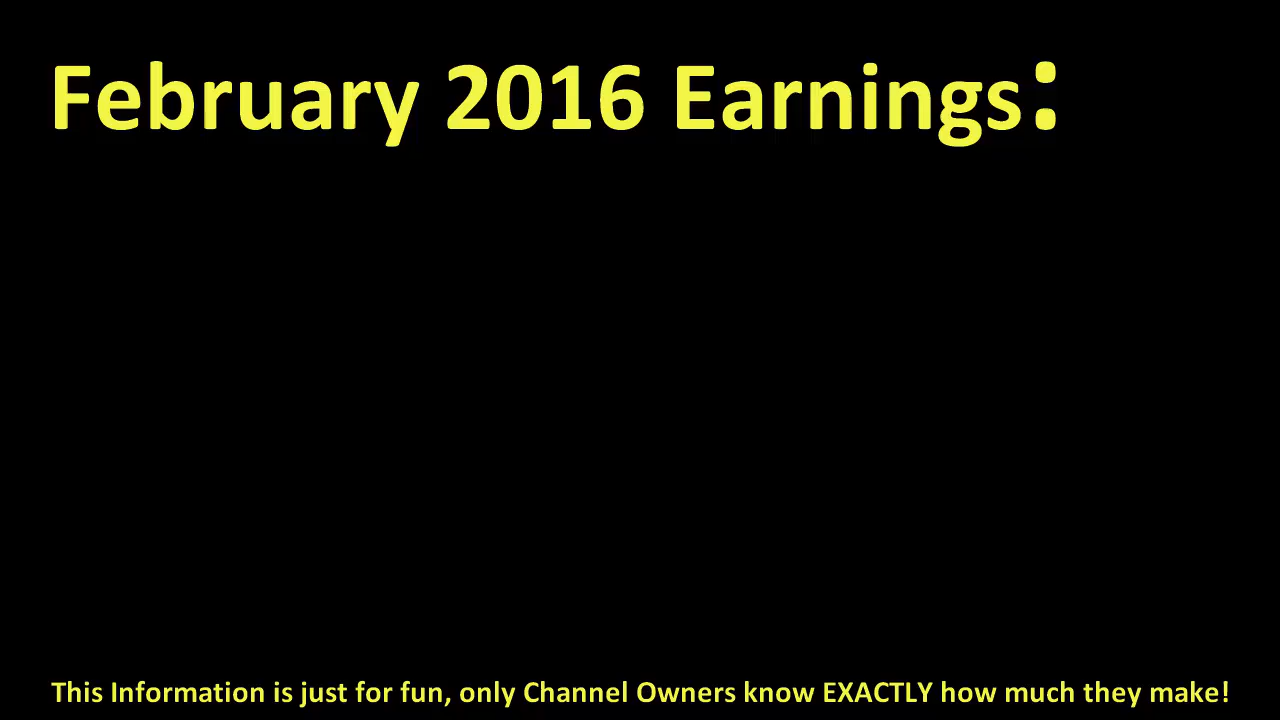 February 2016 Earnings:
This Information is just for fun, only Channel Owners know EXACTLY how much they make!